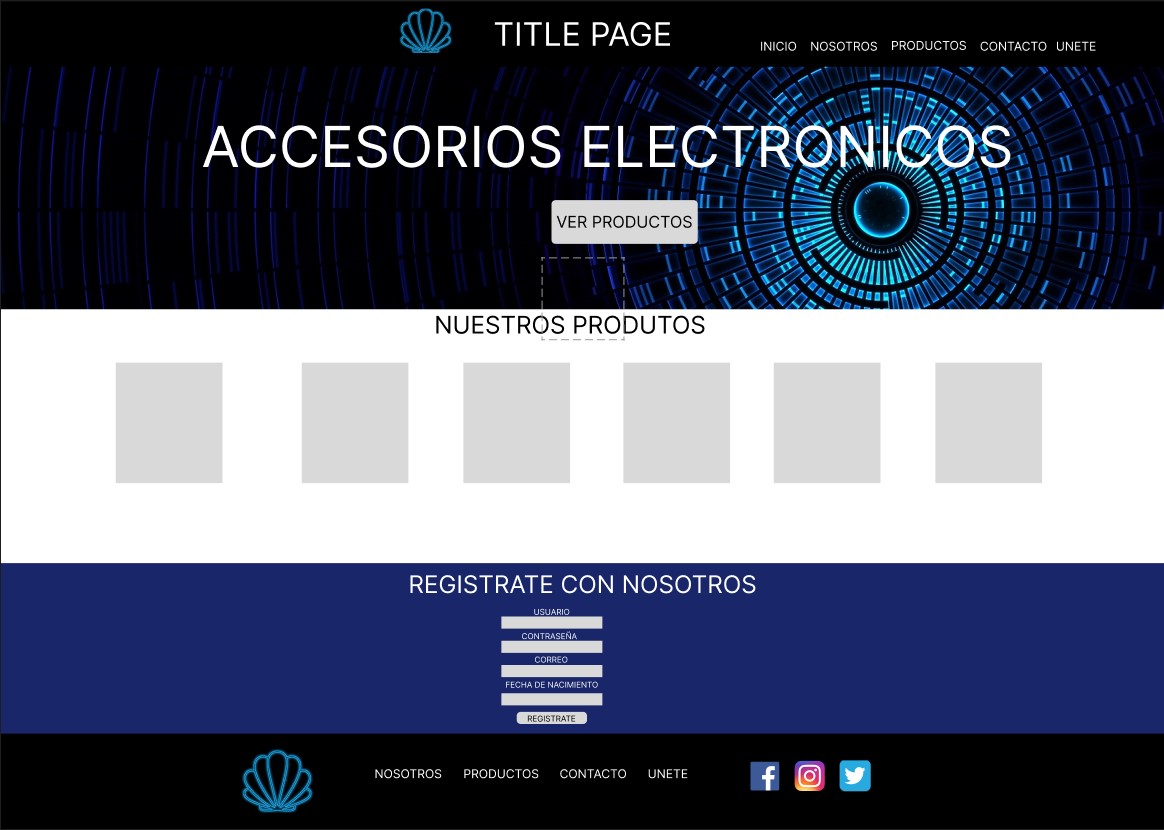 TITLE PAGE
INICIO NOSOTROS PRODUCTOS CONTACTO UNETE
ACCESORIOS ELECTRONICOS
VER PRODUCTOS
NUESTROS PRODUTOS
REGISTRATE CON NOSOTROS
USUARIO
CONTRASEÑA
CORREO
FECHA DE NACIMIENTO
REGISTRATE
NOSOTROS PRODUCTOS CONTACTO UNETE